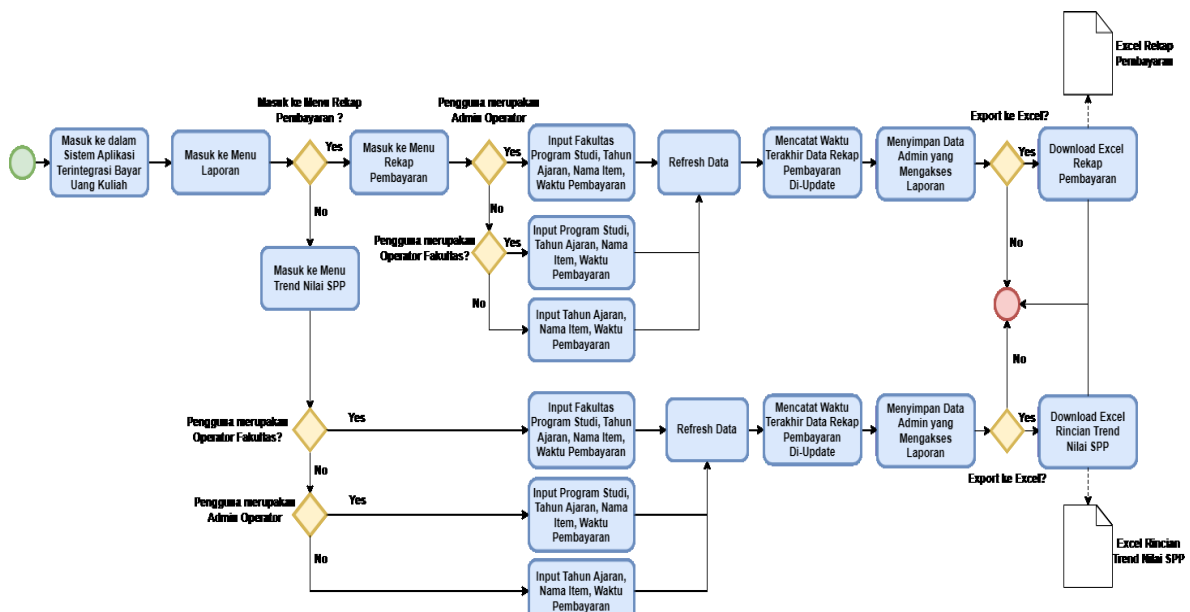 Excel Rekap
Pembayaran
Masuk ke Menu Rekap
Pembayaran ?
Pengguna merupakan
Admin Operator
Export ke Excel?
Masuk ke dalam
Sistem Aplikasi
Terintegrasi Bayar
Uang Kuliah
Masuk ke Menu
Laporan
Yes
Masuk ke Menu
Rekap
Pembayaran
Yes
Input Fakultas
Program Studi, Tahun
Ajaran, Nama Item,
Waktu Pembayaran
Refresh Data
Mencatat Waktu
Terakhir Data Rekap
Pembayaran
Di-Update
Menyimpan Data
Admin yang
Mengakses
Laporan
Yes
Download Excel
Rekap
Pembayaran
No
No
No
Masuk ke Menu
Trend Nilai SPP
Pengguna merupakan
Operator Fakultas?
Yes
Input Program Studi,
Tahun Ajaran, Nama
Item, Waktu
Pembayaran
No
Input Tahun Ajaran,
Nama Item, Waktu
Pembayaran
No
Pengguna merupakan
Operator Fakultas?
Yes
Input Fakultas
Program Studi, Tahun
Ajaran, Nama Item,
Waktu Pembayaran
Refresh Data
Mencatat Waktu
Terakhir Data Rekap
Pembayaran
Di-Update
Menyimpan Data
Admin yang
Mengakses
Laporan
Yes
Download Excel
Rincian Trend
Nilai SPP
Export ke Excel?
No
Pengguna merupakan
Admin Operator
Yes
Input Program Studi,
Tahun Ajaran, Nama
Item, Waktu
Pembayaran
No
Input Tahun Ajaran,
Nama Item, Waktu
Pembayaran
Excel Rincian
Trend Nilai SPP